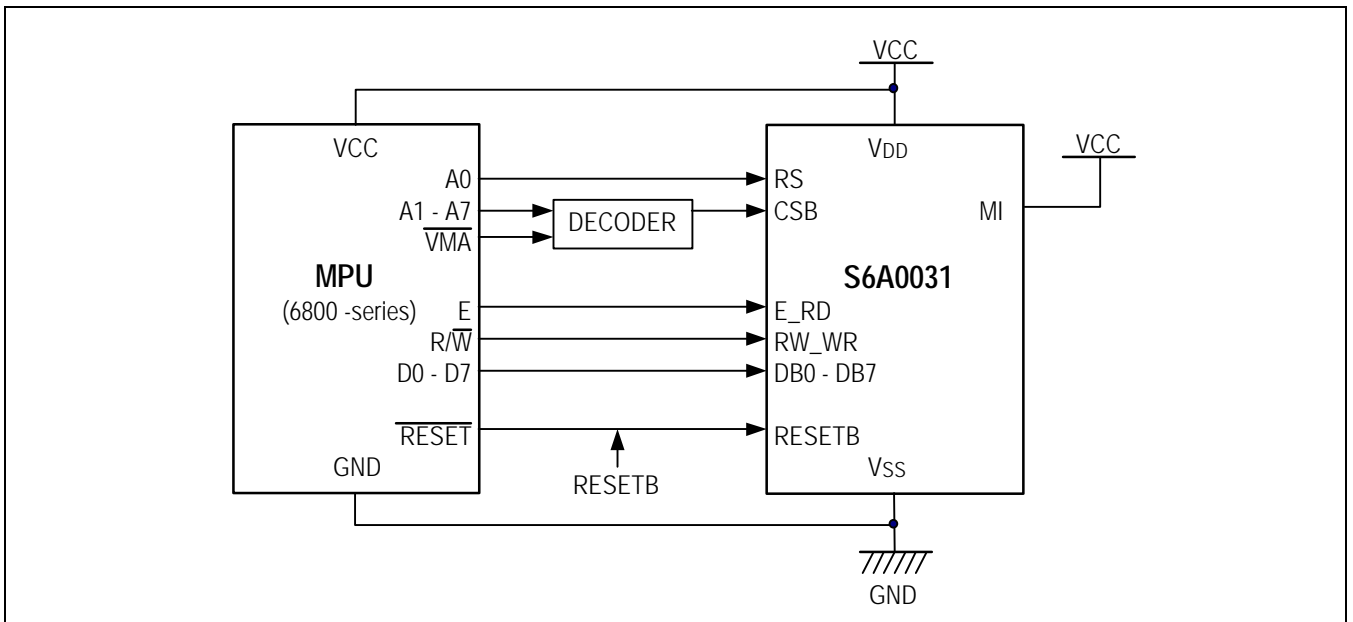 VCC
VCC
VDD
VCC
A0
RS
A1 - A7
DECODER
CSB
MI
VMA
MPU
S6A0031
(6800 -series)
E
E_RD
R/W
RW_WR
D0 - D7
DB0 - DB7
RESET
RESETB
GND
VSS
RESETB
GND